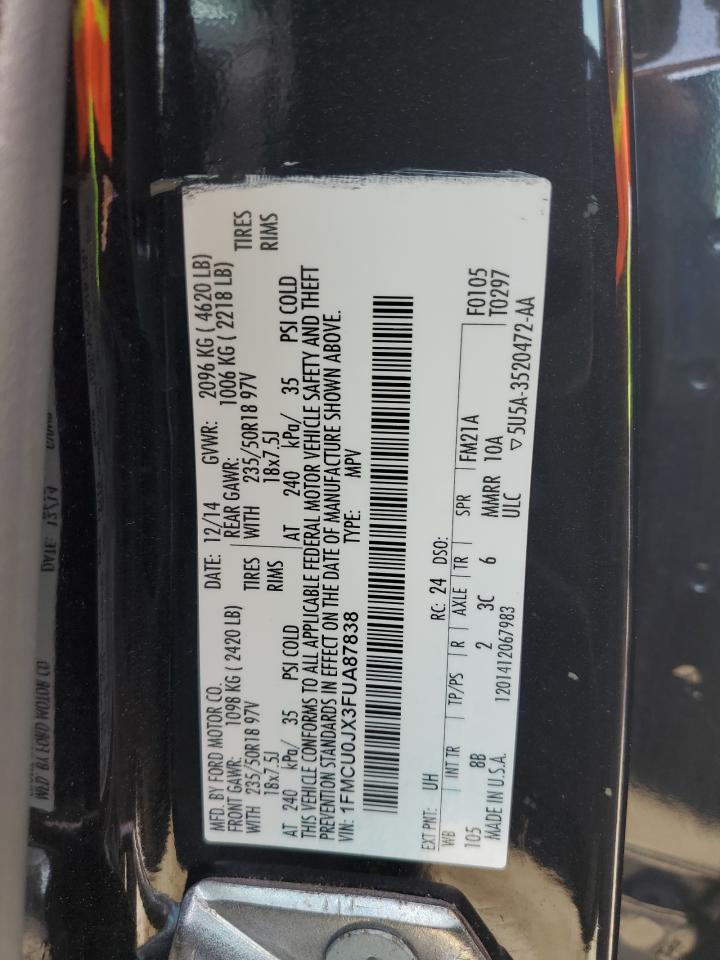 MFD. BY FORD MOTOR CO. DATE: 12/14 GVWR: 2096 KG ( 4620 LB)
FRONT GAWR: 1098 KG ( 2420 LB) REAR GAWR: 1006 KG ( 2218 LB)
WITH 235/50R18 97V TIRES WITH 235/50R18 97V TIRES
18x7.5J RIMS 18x7.5J RIMS
AT 240 kPa/ 35 PSI COLD AT 240 kPa/ 35 PSI COLD
THIS VEHICLE CONFORMS TO ALL APPLICABLE FEDERAL MOTOR VEHICLE SAFETY AND THEFT
PREVENTION STANDARDS IN EFFECT ON THE DATE OF MANUFACTURE SHOWN ABOVE.
VIN: 1FMCU0JX3FUA87838 TYPE: MPV
EXT PNT: UH RC: 24 DSO: F0105
WB INT TR TP/PS R AXLE TR SPR FM21A T0297
105 8B 2 3C 6 MMRR 10A
MADE IN U.S.A. 1201412067983 ULC ▽5U5A-3520472-AA